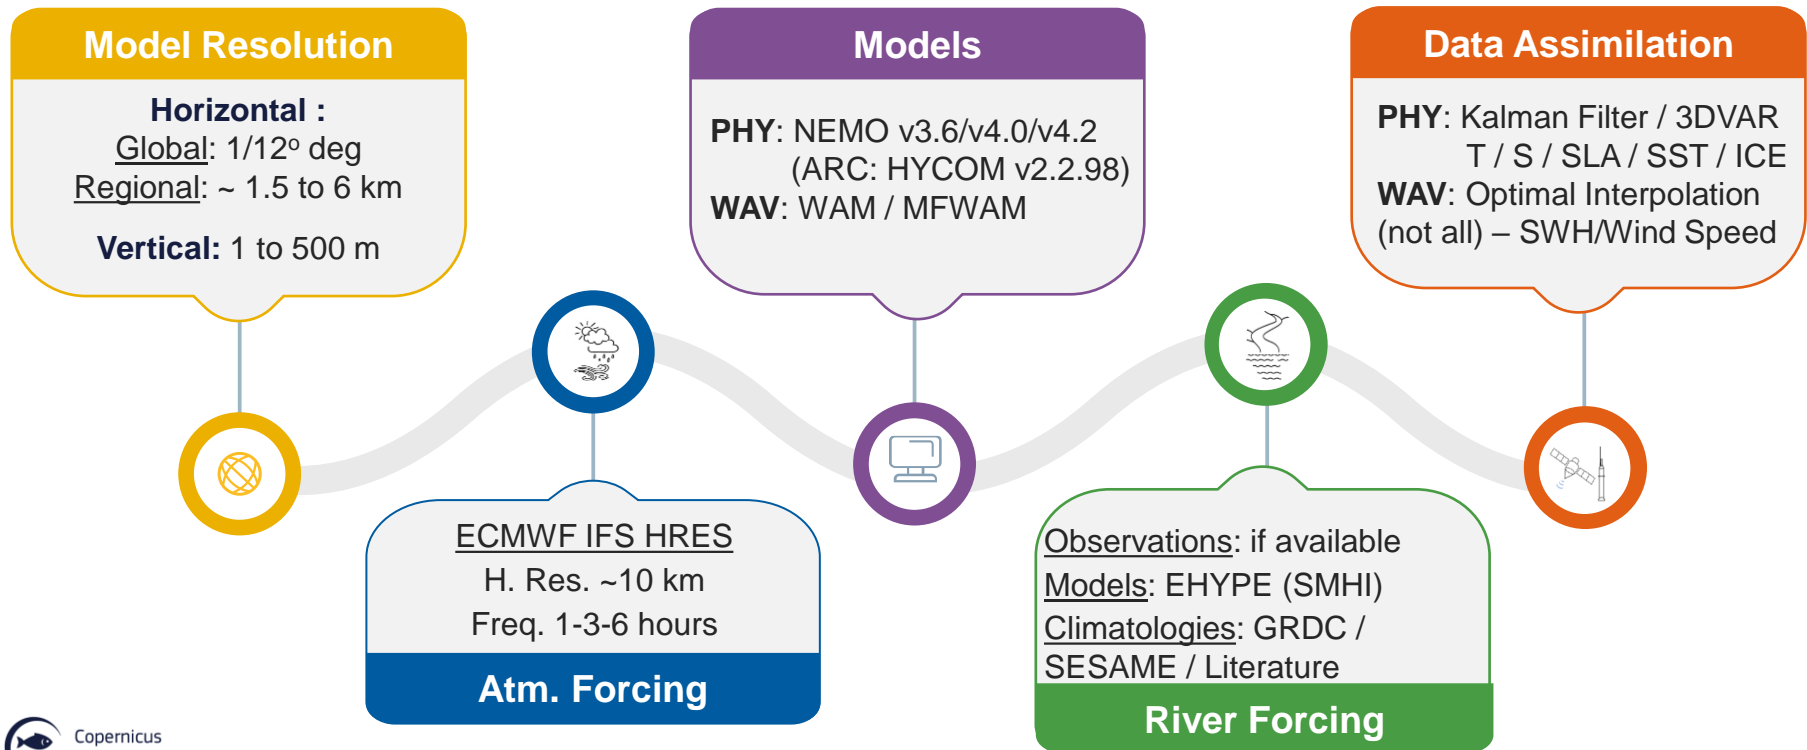 Model Resolution
Horizontal :
Global: 1/12º deg
Regional: ~ 1.5 to 6 km
Vertical: 1 to 500 m
Models
PHY: NEMO v3.6/v4.0/v4.2
(ARC: HYCOM v2.2.98)
WAV: WAM / MFWAM
Data Assimilation
PHY: Kalman Filter / 3DVAR
T / S / SLA / SST / ICE
WAV: Optimal Interpolation
(not all) – SWH/Wind Speed
ECMWF IFS HRES
H. Res. ~10 km
Freq. 1-3-6 hours
Atm. Forcing
Observations: if available
Models: EHYPE (SMHI)
Climatologies: GRDC /
SESAME / Literature
River Forcing
Copernicus